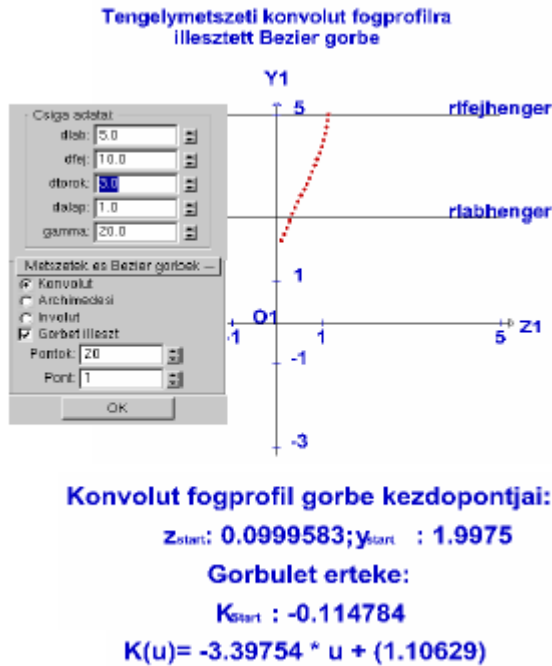 Tengelymetszeti konvolut fogprofilra
illesztett Bezier gorbe
Y1
5
rlfejhenger
rlabhenger
1
O1
-1
1
5
Z1
-1
-3
Csiga adatai
dlab: 5.0
dfej: 10.0
dtorok: 5.0
dalap: 1.0
gamma: 20.0
Metszetek es Bezier gorbek
Konvolut
Archimedesi
Involut
Gorbet illeszt
Pontok: 20
Pont: 1
OK
Konvolut fogprofil gorbe kezdopontjai:
zstart: 0.0999583;ystart : 1.9975
Gorbulet erteke:
Kstart : -0.114784
K(u)= -3.39754 * u + (1.10629)